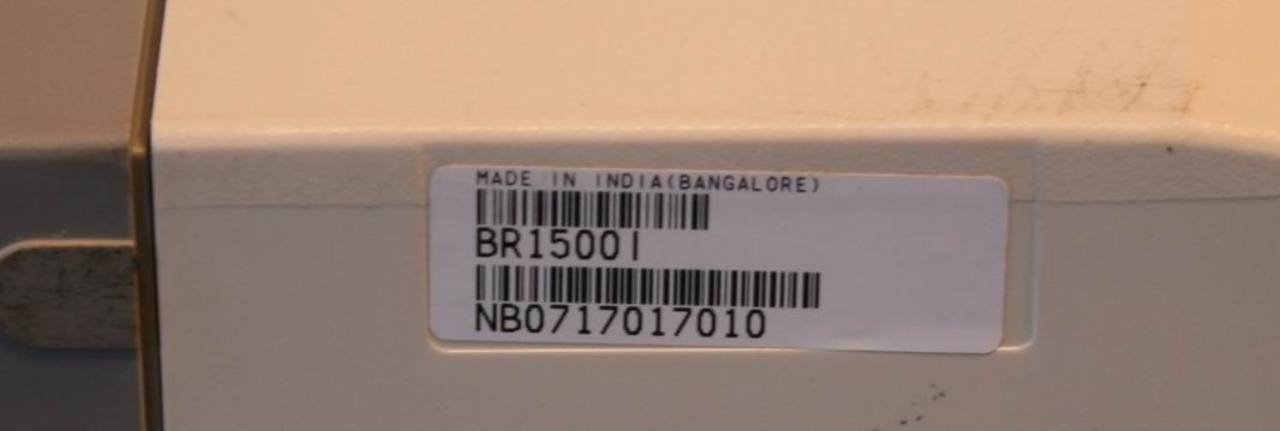 MADE IN INDIA(BANGALORE)
BR1500I
NB0717017010